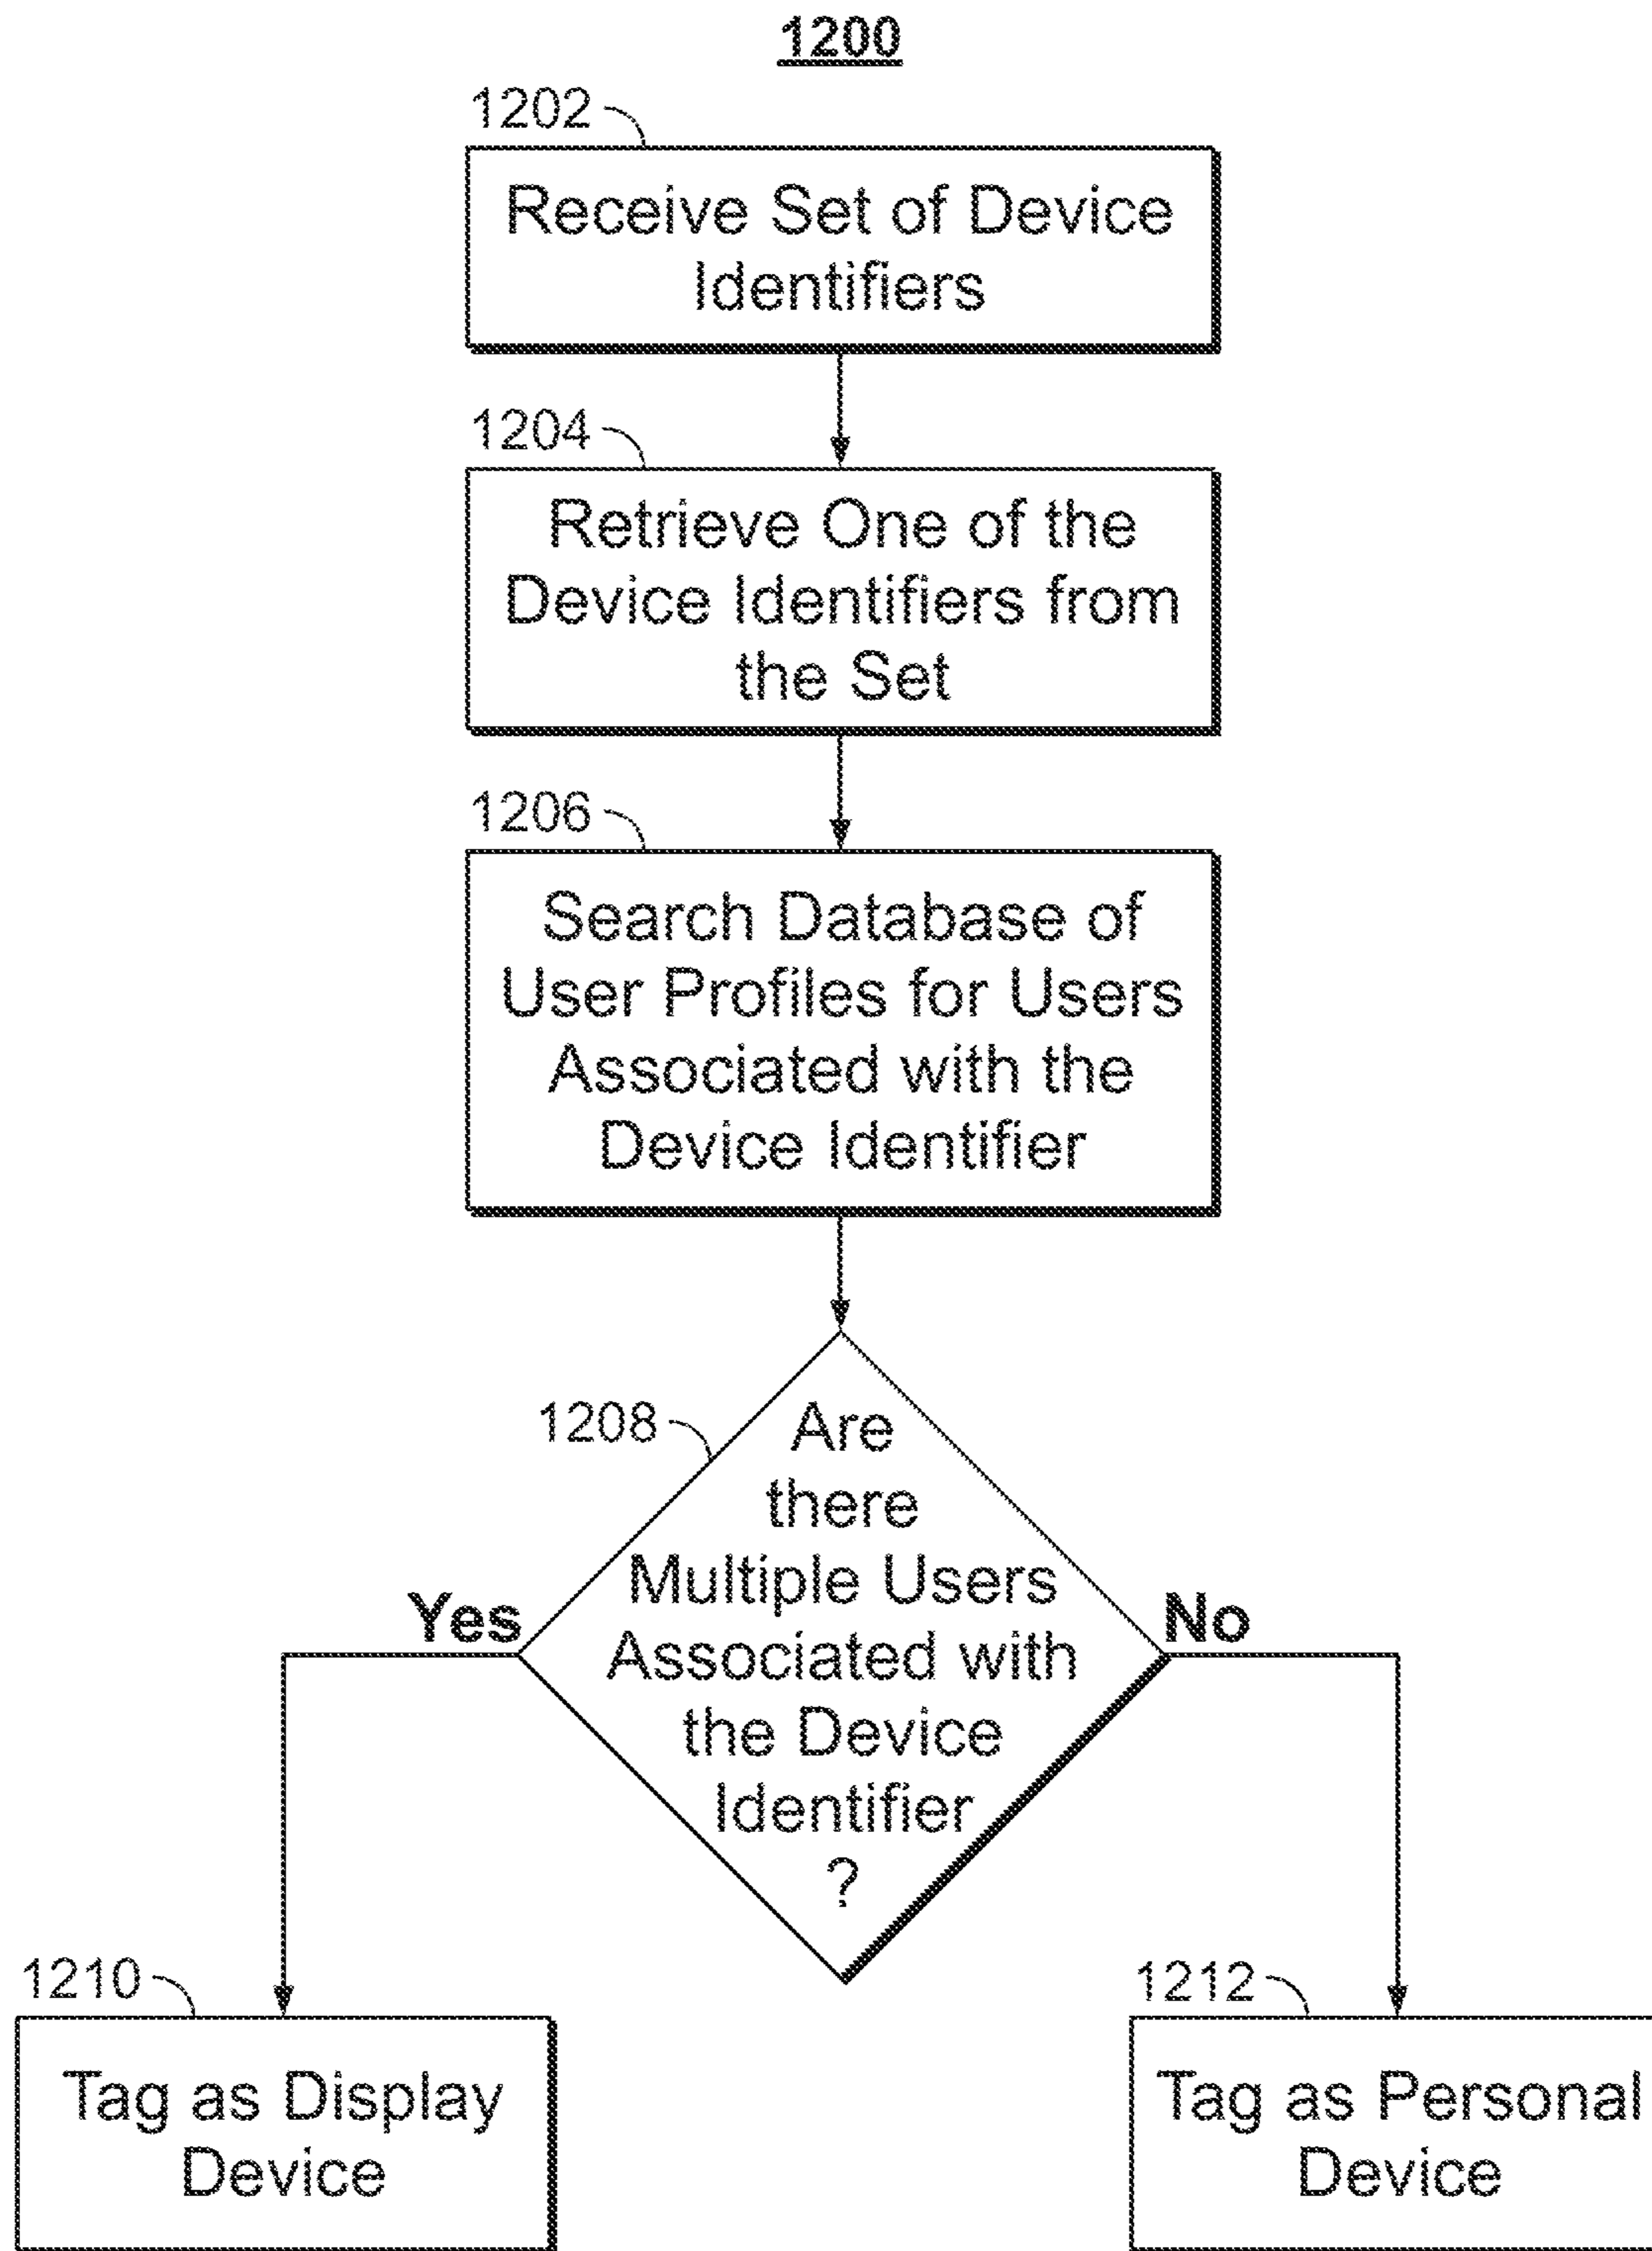 1200
1202
Receive Set of Device
Identifiers
1204
Retrieve One of the
Device Identifiers from
the Set
1206
Search Database of
User Profiles for Users
Associated with the
Device Identifier
1208
Are
there
Multiple Users
Associated with
the Device
Identifier
?
Yes
No
1210
Tag as Display
Device
1212
Tag as Personal
Device